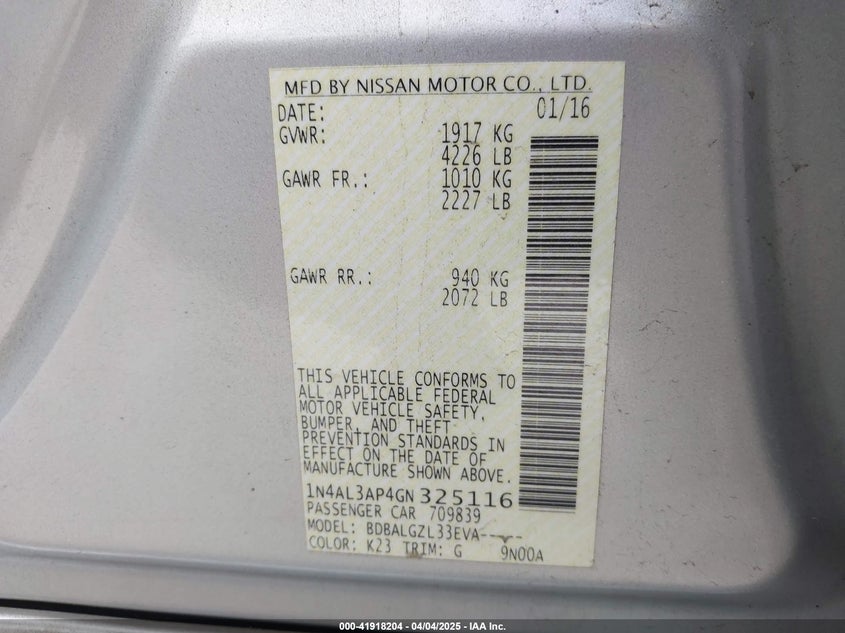 MFD BY NISSAN MOTOR CO., LTD.
DATE: 01/16
GVWR: 1917 KG
4226 LB
GAWR FR.: 1010 KG
2227 LB
GAWR RR.: 940 KG
2072 LB
THIS VEHICLE CONFORMS TO
ALL APPLICABLE FEDERAL
MOTOR VEHICLE SAFETY,
BUMPER, AND THEFT
PREVENTION STANDARDS IN
EFFECT ON THE DATE OF
MANUFACTURE SHOWN ABOVE.
1N4AL3AP4GN325116
PASSENGER CAR 709839
MODEL: BDBALGZL33EVA-----
COLOR: K23 TRIM: G 9N00A
000-41918204 - 04/04/2025 - IAA Inc.